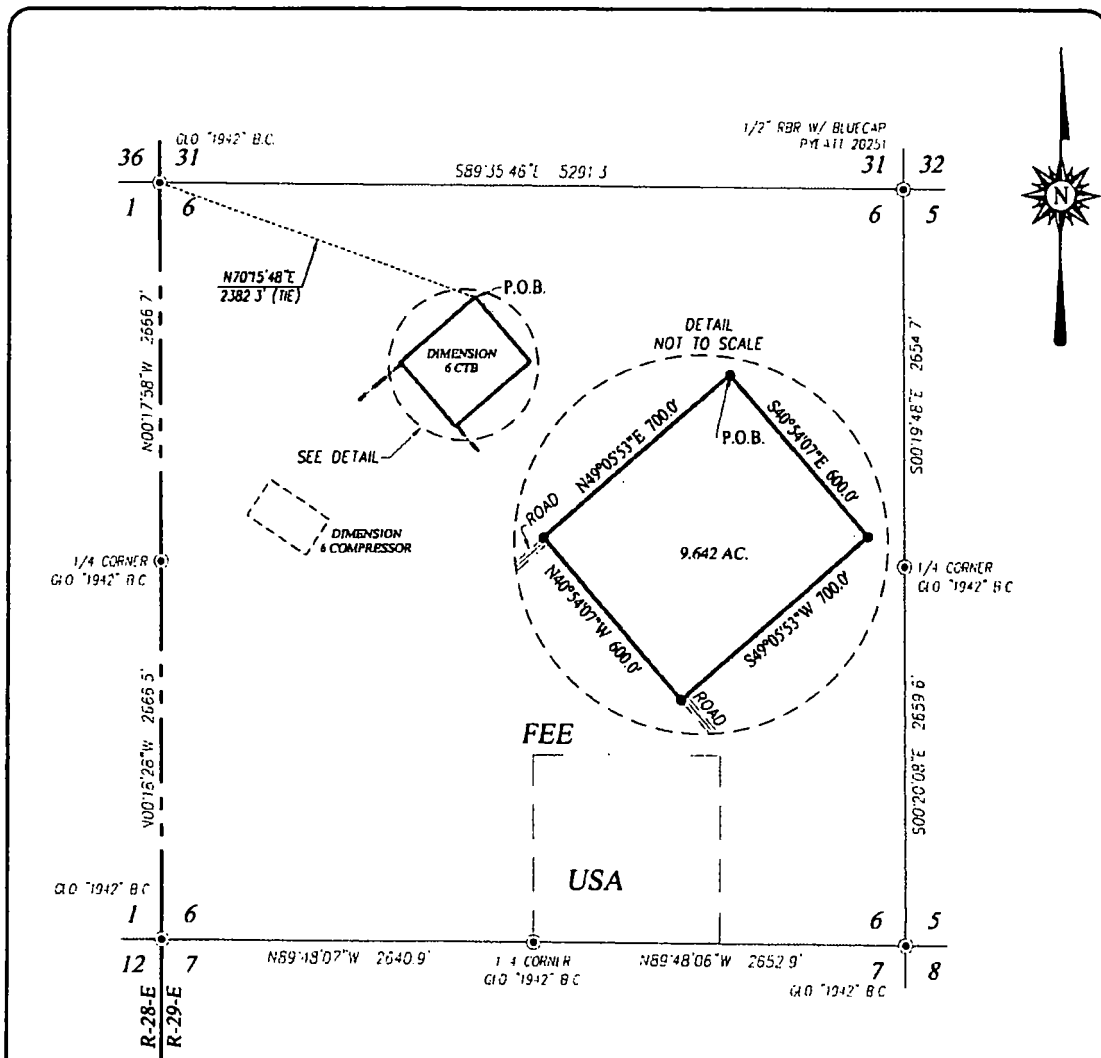 GLO "1942" B.C.
1/2" RBR W/ BLUECAP
PYEATT 20251
36 31
S89°35'46"E 5291.3'
31 32
1 6
6 5
N
N70°15'48"E
2382.3' (TIE)
P.O.B.
DIMENSION
6 CTB
SEE DETAIL
DETAIL
NOT TO SCALE
N00°17'58"W 2666.7'
S00°19'48"E 2654.7'
P.O.B.
N49°05'53"E 700.0'
S40°54'07"E 600.0'
ROAD
9.642 AC.
DIMENSION
6 COMPRESSOR
1/4 CORNER
GLO "1942" B.C.
1/4 CORNER
GLO "1942" B.C.
N40°54'07"W 600.0'
S49°05'53"W 700.0'
ROAD
FEE
N00°16'26"W 2666.5'
S00°20'08"E 2659.6'
USA
GLO "1942" B.C.
1 6
6 5
12 7
N89°48'07"W 2640.9'
1/4 CORNER
GLO "1942" B.C.
N89°48'06"W 2652.9'
7 8
GLO "1942" B.C.
R-28-E
R-29-E